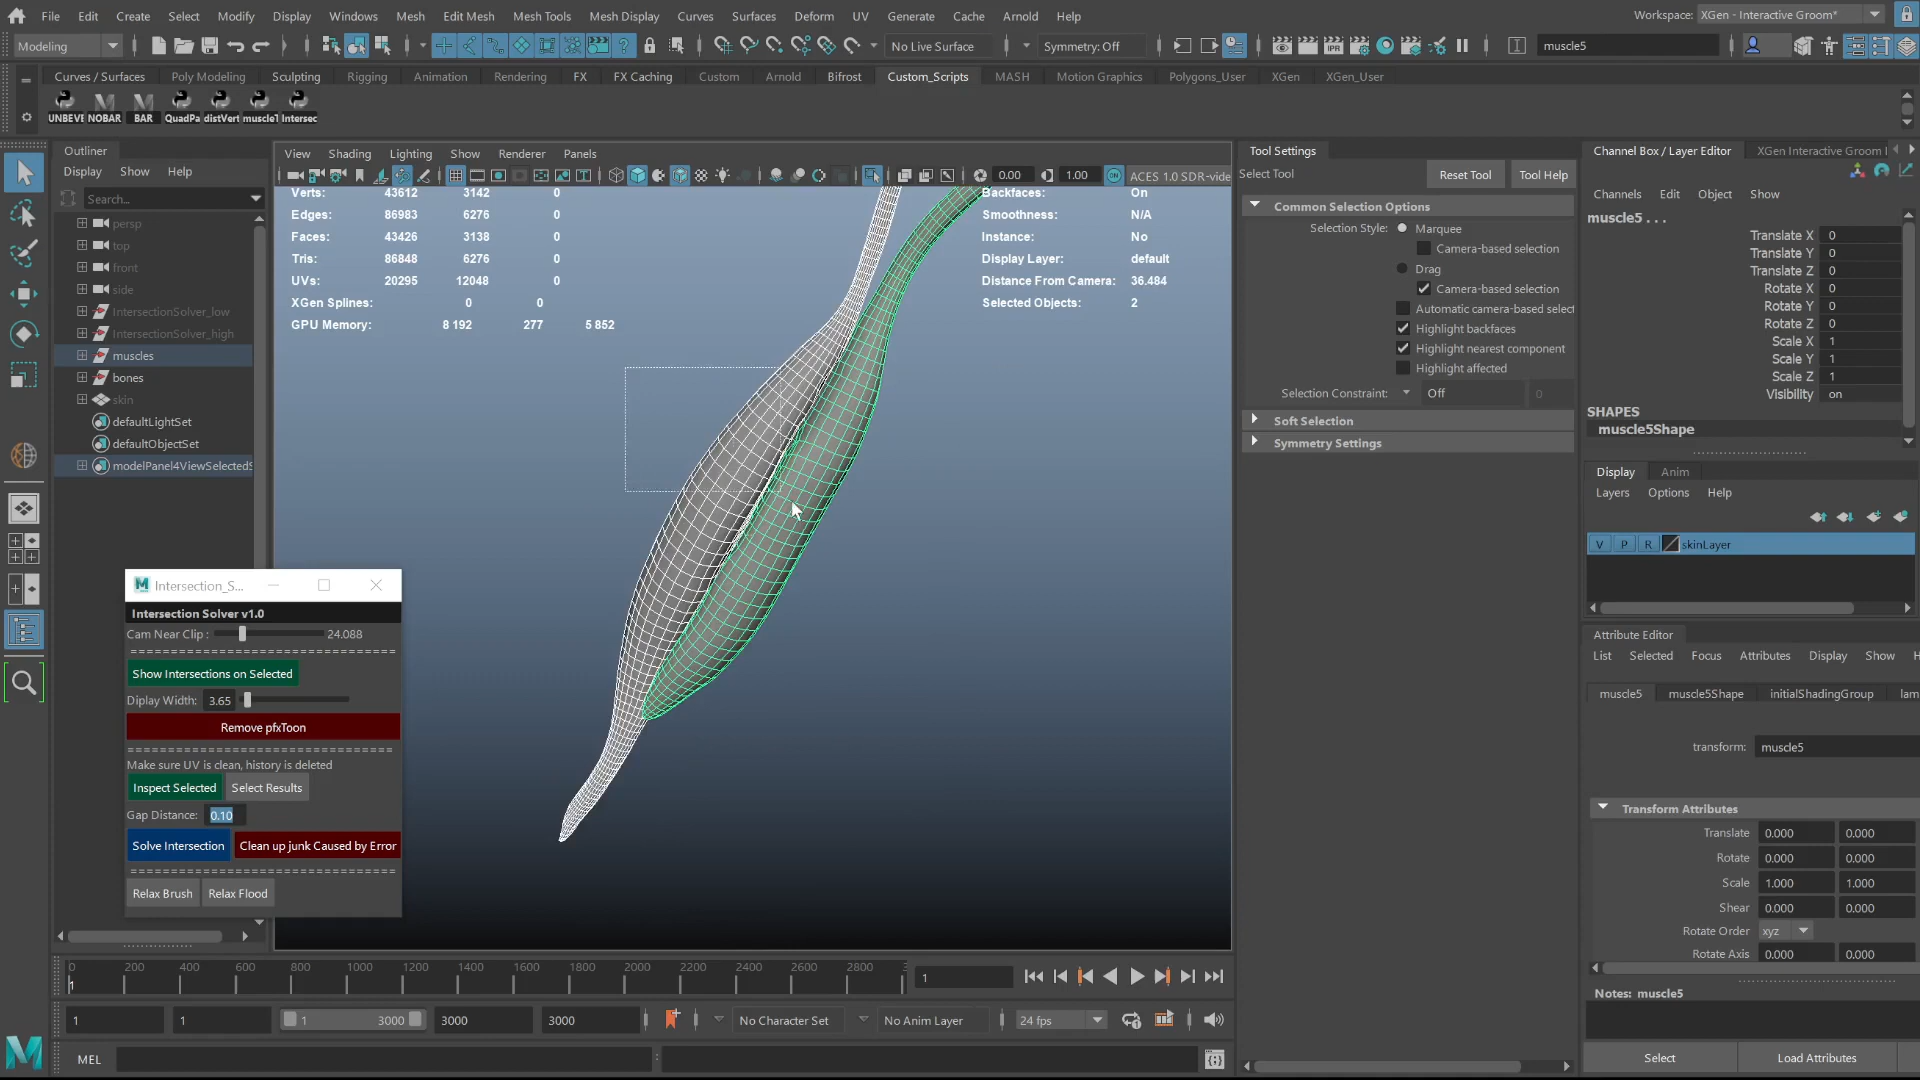 File Edit Create Select Modify Display Windows Mesh Edit Mesh Mesh Tools Mesh Display Curves Surfaces Deform UV Generate Cache Arnold Help
Workspace: XGen - Interactive Groom*
Modeling
No Live Surface
Symmetry: Off
IPR
muscle5
Curves / Surfaces Poly Modeling Sculpting Rigging Animation Rendering FX FX Caching Custom Arnold Bifrost Custom_Scripts MASH Motion Graphics Polygons_User XGen XGen_User
UNBEVE NOBAR BAR QuadPa distVert muscleT Intersec
Outliner
Display Show Help
Search...
persp
top
front
side
IntersectionSolver_low
IntersectionSolver_high
muscles
bones
skin
defaultLightSet
defaultObjectSet
modelPanel4ViewSelectedS
View Shading Lighting Show Renderer Panels
0.00 1.00 ACES 1.0 SDR-vide
Verts: 43612 3142 0
Edges: 86983 6276 0
Faces: 43426 3138 0
Tris: 86848 6276 0
UVs: 20295 12048 0
XGen Splines: 0 0
GPU Memory: 8 192 277 5 852
Backfaces: On
Smoothness: N/A
Instance: No
Display Layer: default
Distance From Camera: 36.484
Selected Objects: 2
Intersection_S...
Intersection Solver v1.0
Cam Near Clip : 24.088
Show Intersections on Selected
Diplay Width: 3.65
Remove pfxToon
Make sure UV is clean, history is deleted
Inspect Selected Select Results
Gap Distance: 0.10
Solve Intersection Clean up junk Caused by Error
Relax Brush Relax Flood
Tool Settings
Select Tool Reset Tool Tool Help
Common Selection Options
Selection Style: Marquee
Camera-based selection
Drag
Camera-based selection
Automatic camera-based select
Highlight backfaces
Highlight nearest component
Highlight affected
Selection Constraint: Off 0
Soft Selection
Symmetry Settings
Channel Box / Layer Editor XGen Interactive Groom
Channels Edit Object Show
muscle5 . . .
Translate X 0
Translate Y 0
Translate Z 0
Rotate X 0
Rotate Y 0
Rotate Z 0
Scale X 1
Scale Y 1
Scale Z 1
Visibility on
SHAPES
muscle5Shape
Display Anim
Layers Options Help
V P R skinLayer
Attribute Editor
List Selected Focus Attributes Display Show H
muscle5 muscle5Shape initialShadingGroup lam
transform: muscle5
Transform Attributes
Translate 0.000 0.000
Rotate 0.000 0.000
Scale 1.000 1.000
Shear 0.000 0.000
Rotate Order xyz
Rotate Axis 0.000 0.000
Notes: muscle5
Select Load Attributes
0 200 400 600 800 1000 1200 1400 1600 1800 2000 2200 2400 2600 2800 3
1
1
1 1 1 3000 3000 3000 No Character Set No Anim Layer 24 fps
MEL